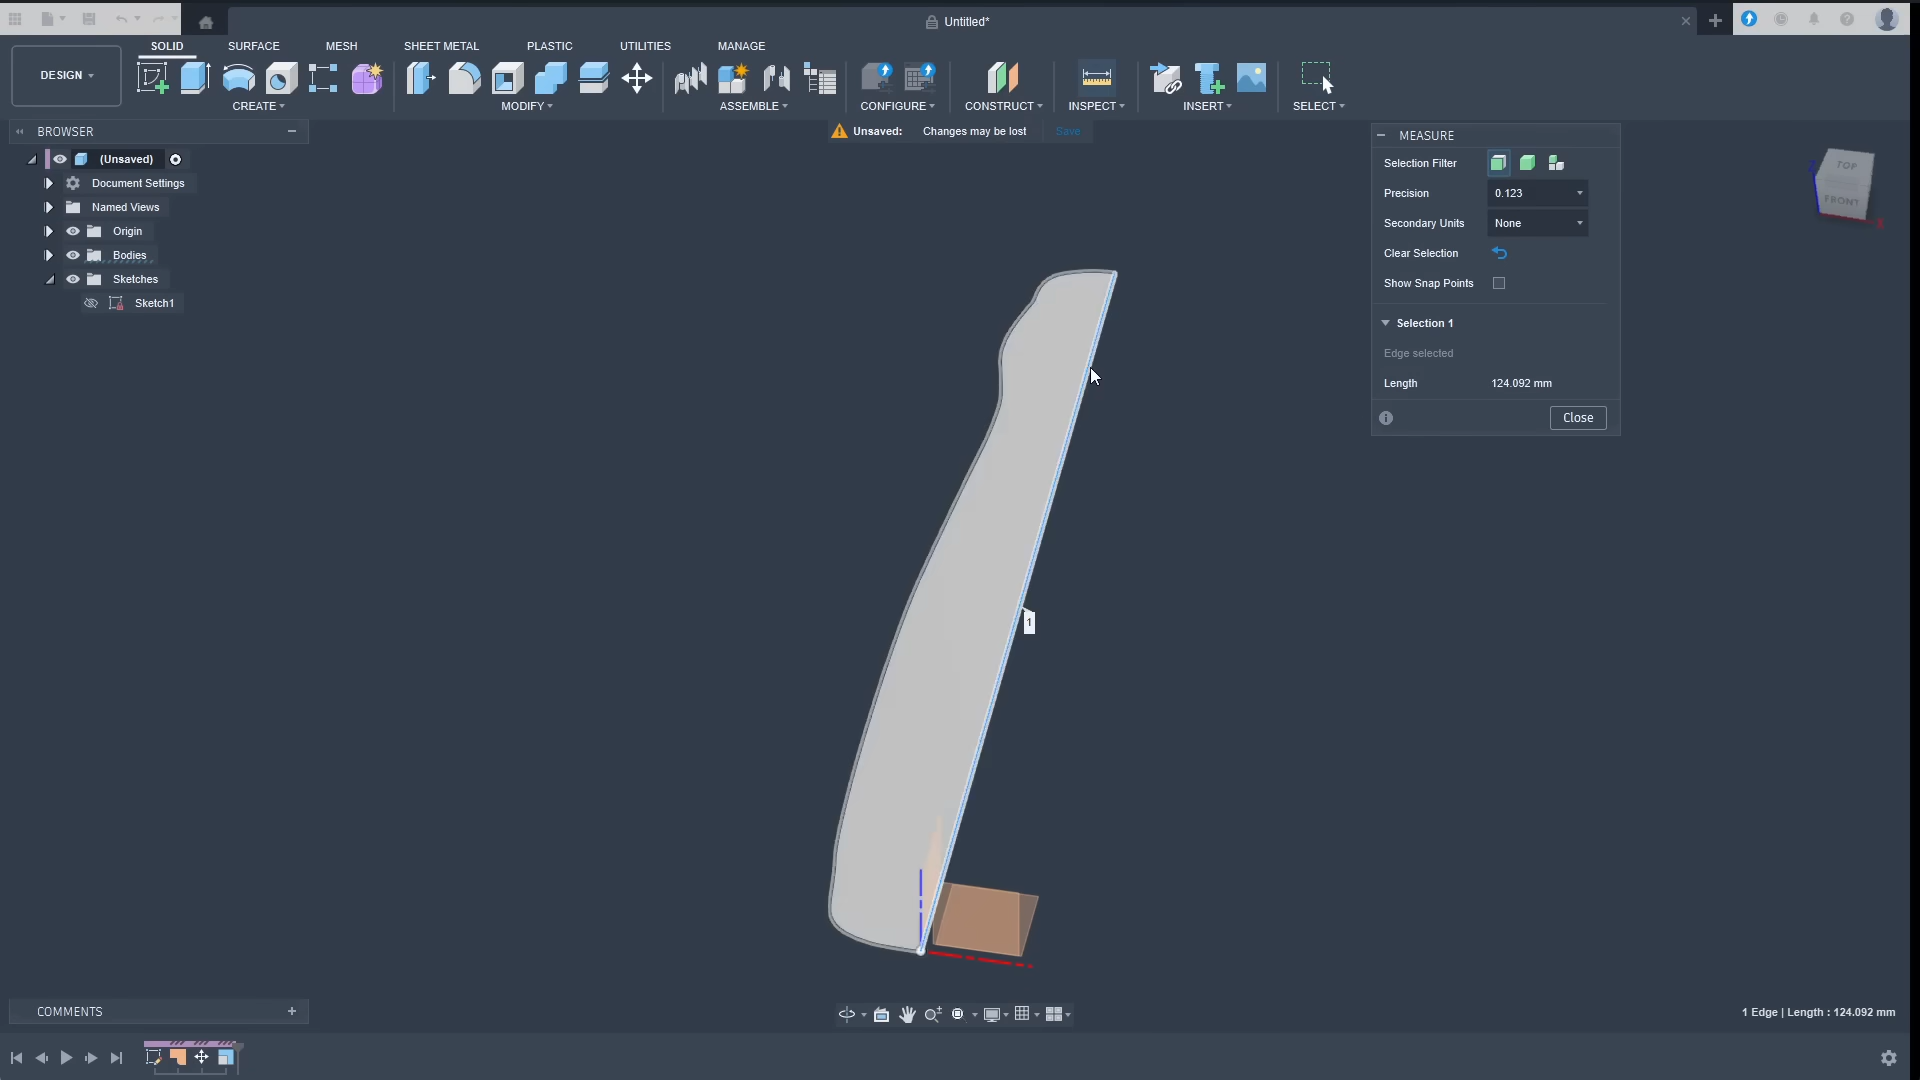 Untitled*
DESIGN
SOLID
SURFACE
MESH
SHEET METAL
PLASTIC
UTILITIES
MANAGE
CREATE
MODIFY
ASSEMBLE
CONFIGURE
CONSTRUCT
INSPECT
INSERT
SELECT
BROWSER
(Unsaved)
Document Settings
Named Views
Origin
Bodies
Sketches
Sketch1
Unsaved: Changes may be lost Save
MEASURE
Selection Filter
Precision 0.123
Secondary Units None
Clear Selection
Show Snap Points
Selection 1
Edge selected
Length 124.092 mm
Close
TOP
FRONT
Z
X
1
COMMENTS
1 Edge | Length : 124.092 mm